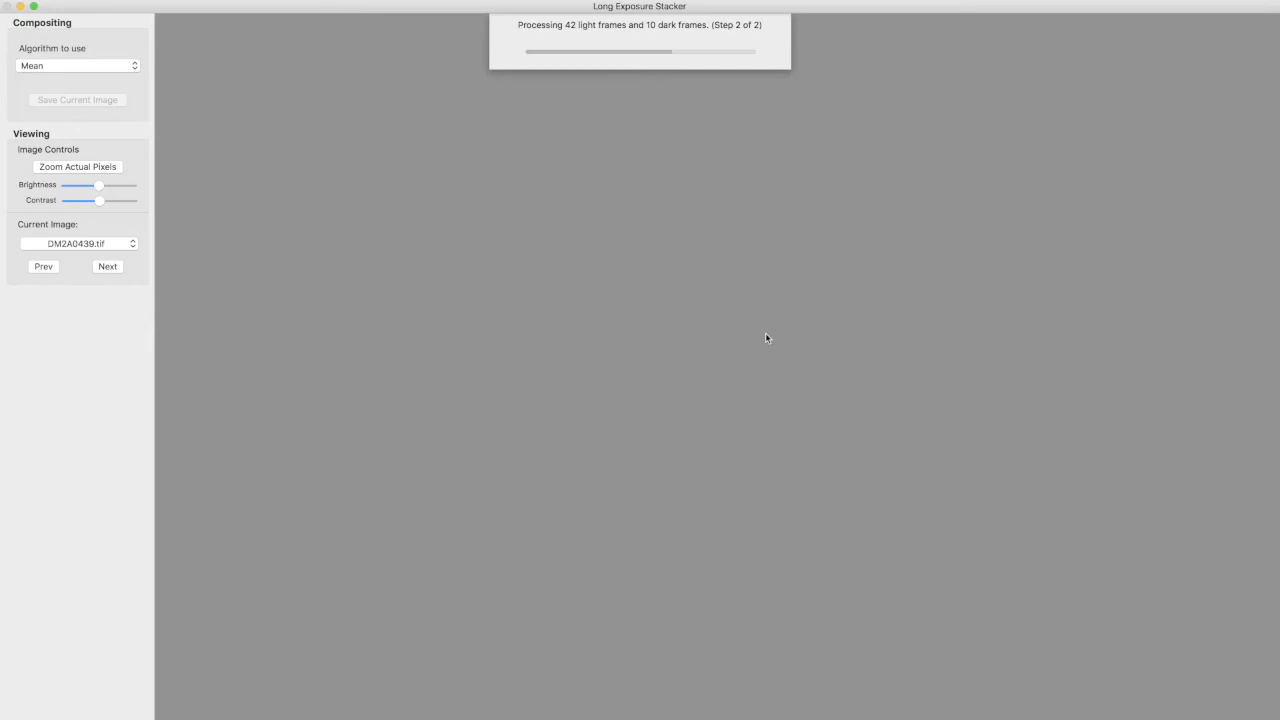 Long Exposure Stacker
Compositing
Algorithm to use
Mean
Save Current Image
Viewing
Image Controls
Zoom Actual Pixels
Brightness
Contrast
Current Image:
DM2A0439.tif
Prev Next
Processing 42 light frames and 10 dark frames. (Step 2 of 2)